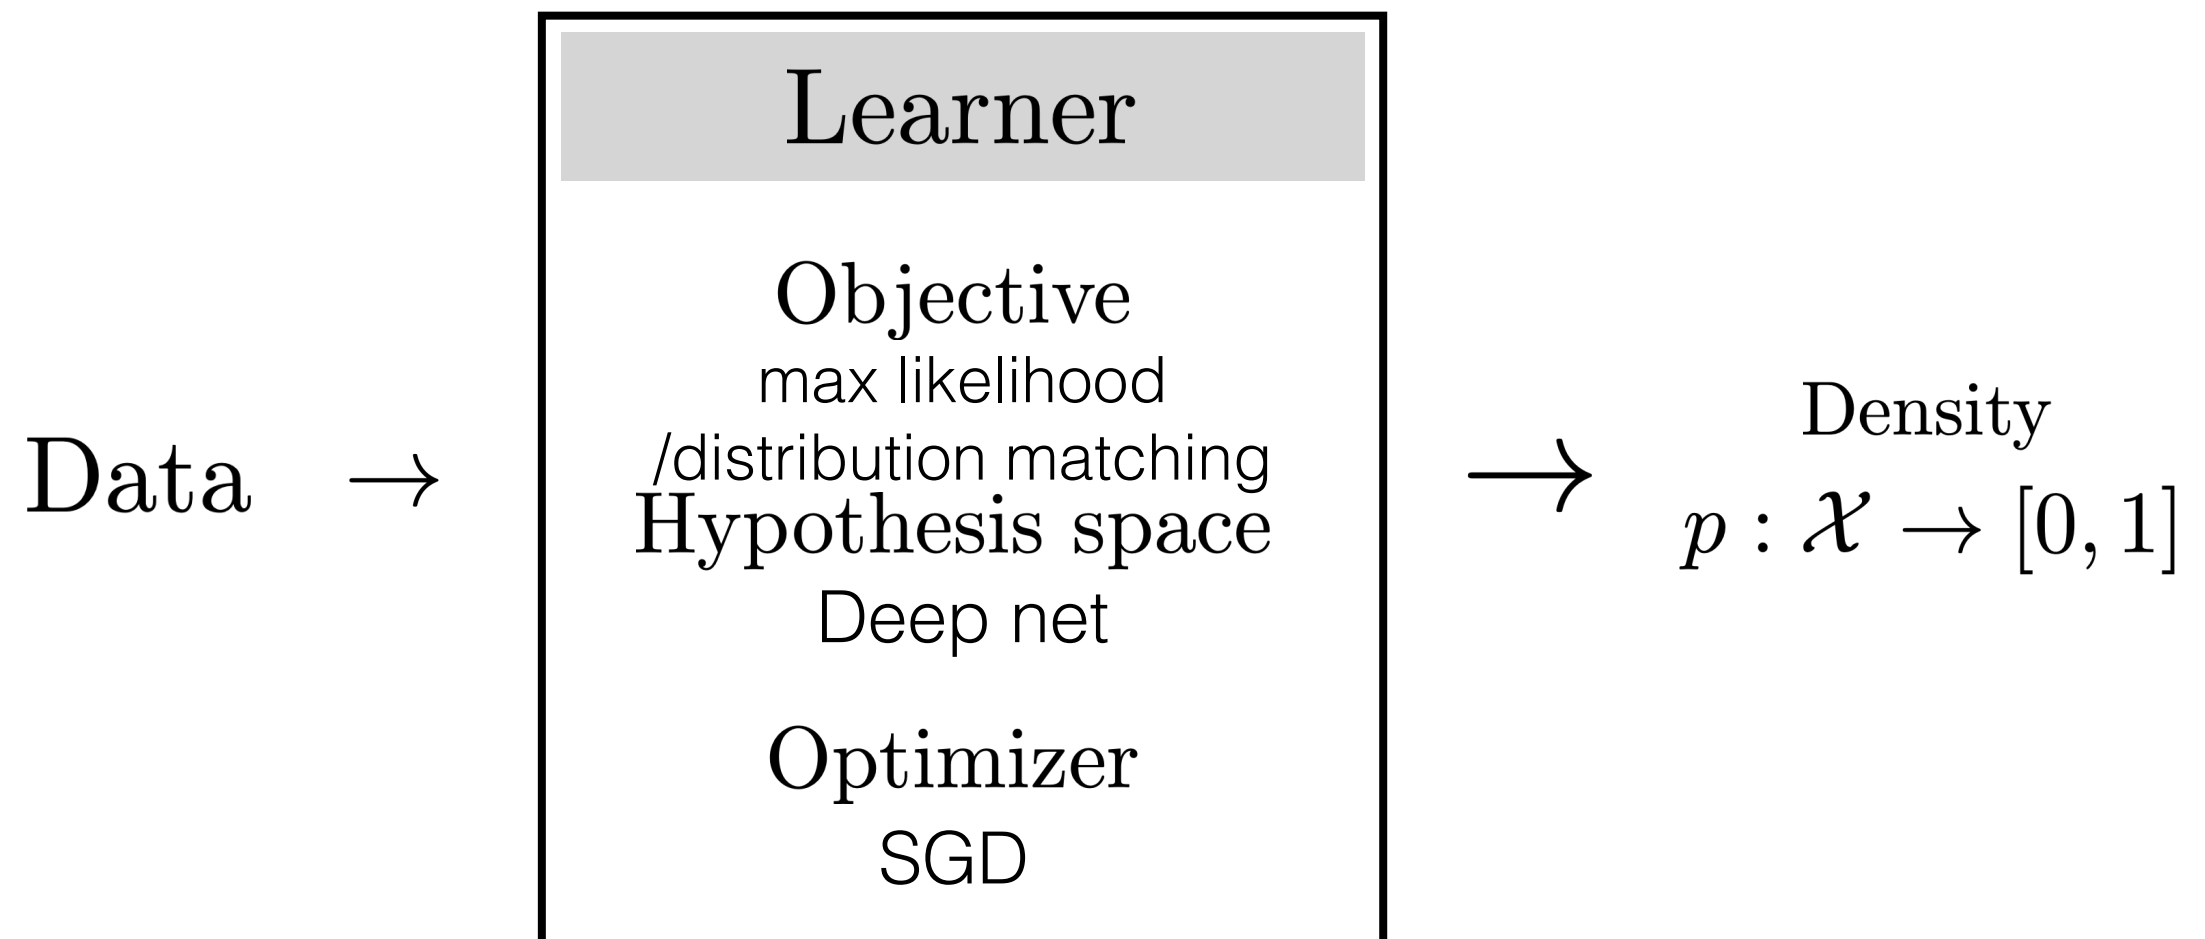 Data →
Learner
Objective
max likelihood
/distribution matching
Hypothesis space
Deep net
Optimizer
SGD
→
Density
p : 𝒳 → [0, 1]